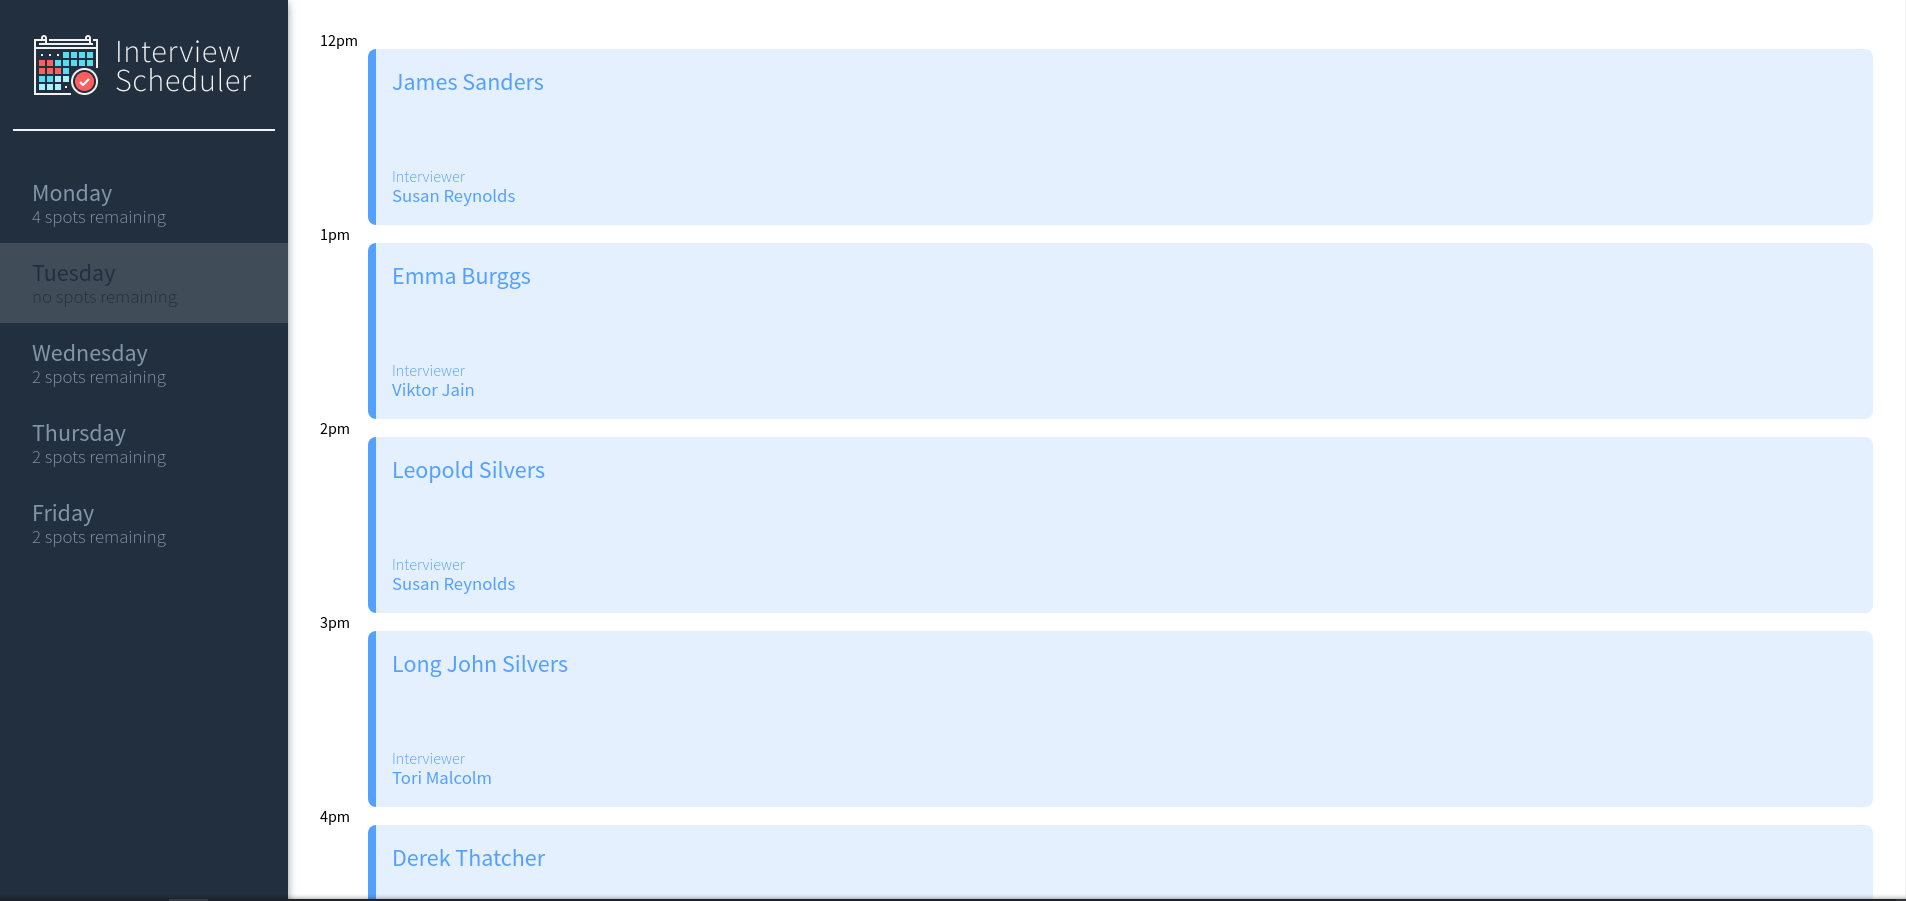 Interview
Scheduler
Monday
4 spots remaining
Tuesday
no spots remaining
Wednesday
2 spots remaining
Thursday
2 spots remaining
Friday
2 spots remaining
12pm
James Sanders
Interviewer
Susan Reynolds
1pm
Emma Burggs
Interviewer
Viktor Jain
2pm
Leopold Silvers
Interviewer
Susan Reynolds
3pm
Long John Silvers
Interviewer
Tori Malcolm
4pm
Derek Thatcher